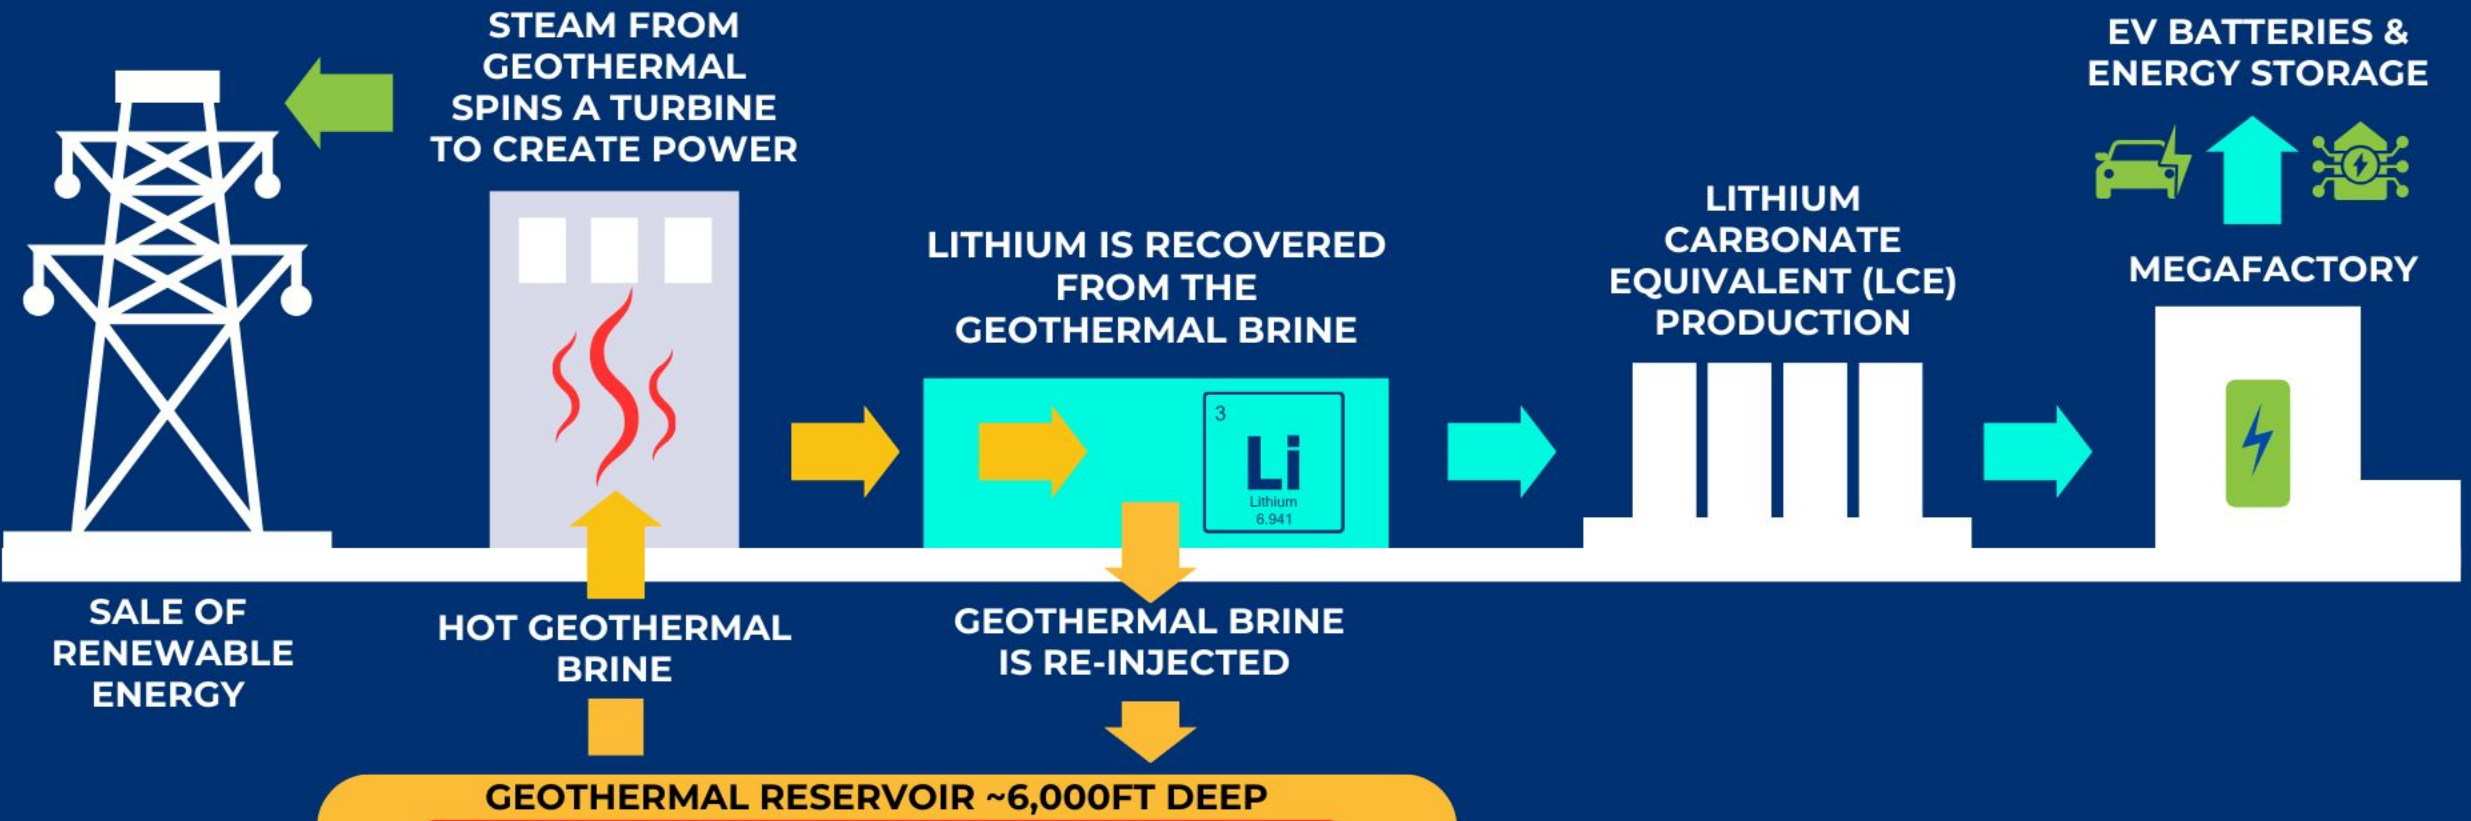 STEAM FROM
GEOTHERMAL
SPINS A TURBINE
TO CREATE POWER
LITHIUM IS RECOVERED
FROM THE
GEOTHERMAL BRINE
3
Li
Lithium
6.941
LITHIUM
CARBONATE
EQUIVALENT (LCE)
PRODUCTION
EV BATTERIES &
ENERGY STORAGE
MEGAFACTORY
SALE OF
RENEWABLE
ENERGY
HOT GEOTHERMAL
BRINE
GEOTHERMAL BRINE
IS RE-INJECTED
GEOTHERMAL RESERVOIR ~6,000FT DEEP